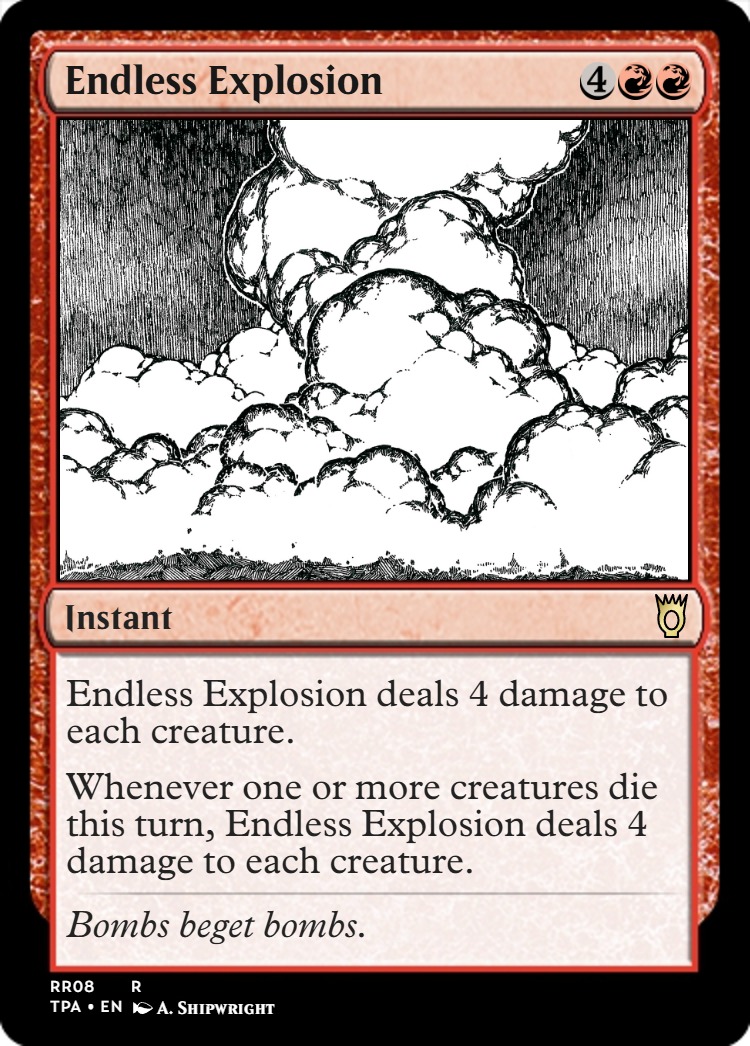 Endless Explosion 4
Instant
Endless Explosion deals 4 damage to
each creature.
Whenever one or more creatures die
this turn, Endless Explosion deals 4
damage to each creature.
Bombs beget bombs.
RR08 R
TPA • EN A. Shipwright